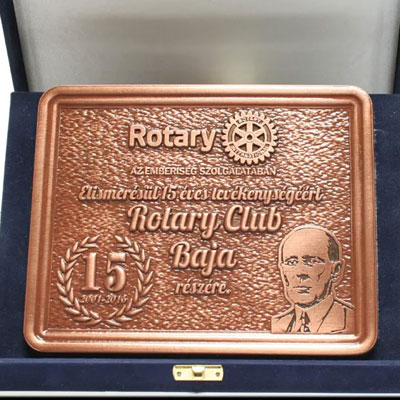 Rotary
AZ EMBERISÉG SZOLGÁLATÁBAN
Elismerésül 15 éves tevékenységéért
Rotary Club
Baja
részére.
15
2001-2016